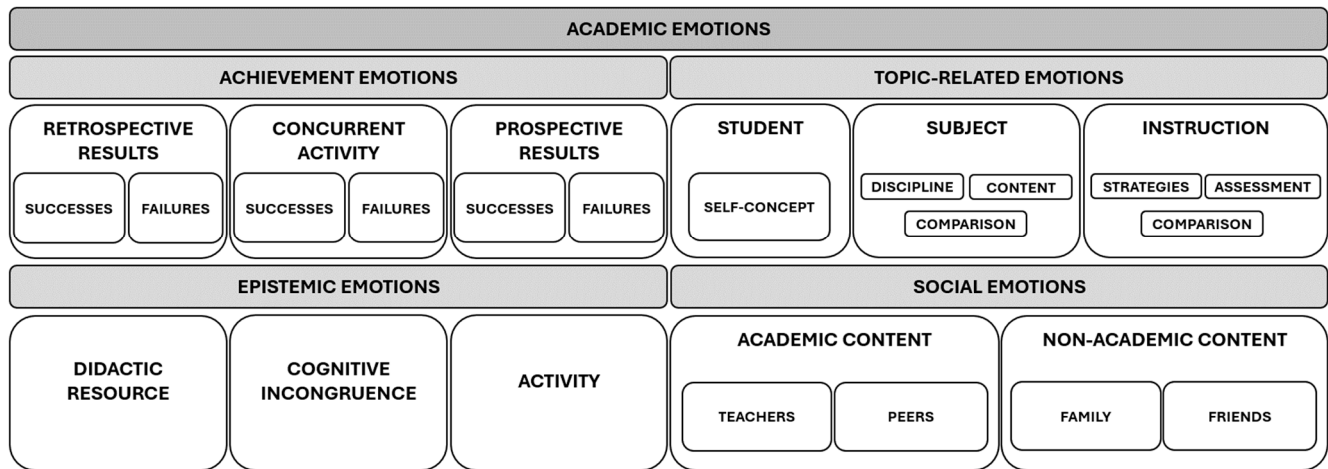 ACADEMIC EMOTIONS
ACHIEVEMENT EMOTIONS
TOPIC-RELATED EMOTIONS
RETROSPECTIVE
RESULTS
SUCCESSES
FAILURES
CONCURRENT
ACTIVITY
SUCCESSES
FAILURES
PROSPECTIVE
RESULTS
SUCCESSES
FAILURES
STUDENT
SELF-CONCEPT
SUBJECT
DISCIPLINE
CONTENT
COMPARISON
INSTRUCTION
STRATEGIES
ASSESSMENT
COMPARISON
EPISTEMIC EMOTIONS
SOCIAL EMOTIONS
DIDACTIC
RESOURCE
COGNITIVE
INCONGRUENCE
ACTIVITY
ACADEMIC CONTENT
TEACHERS
PEERS
NON-ACADEMIC CONTENT
FAMILY
FRIENDS